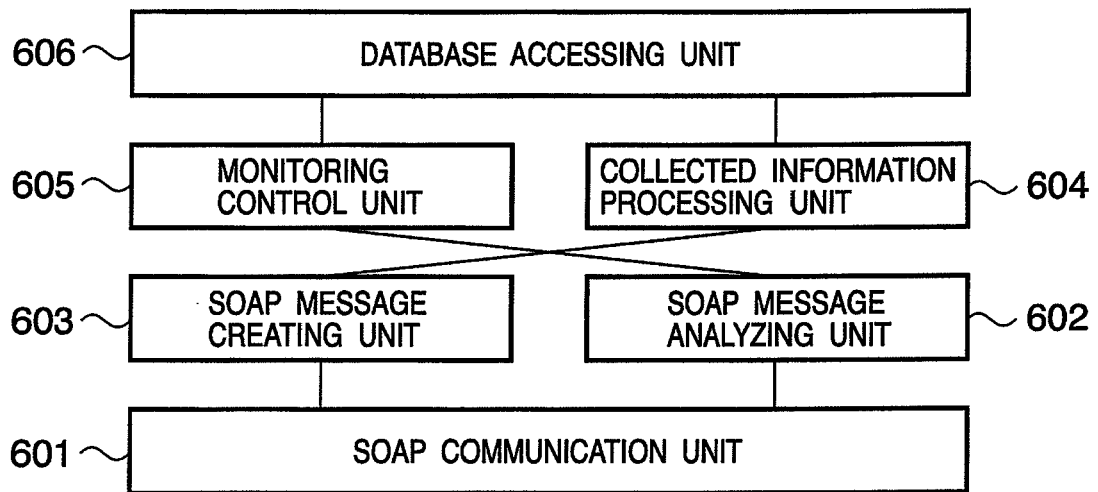 606
DATABASE ACCESSING UNIT
605
MONITORING
CONTROL UNIT
COLLECTED INFORMATION
PROCESSING UNIT
604
603
SOAP MESSAGE
CREATING UNIT
SOAP MESSAGE
ANALYZING UNIT
602
601
SOAP COMMUNICATION UNIT